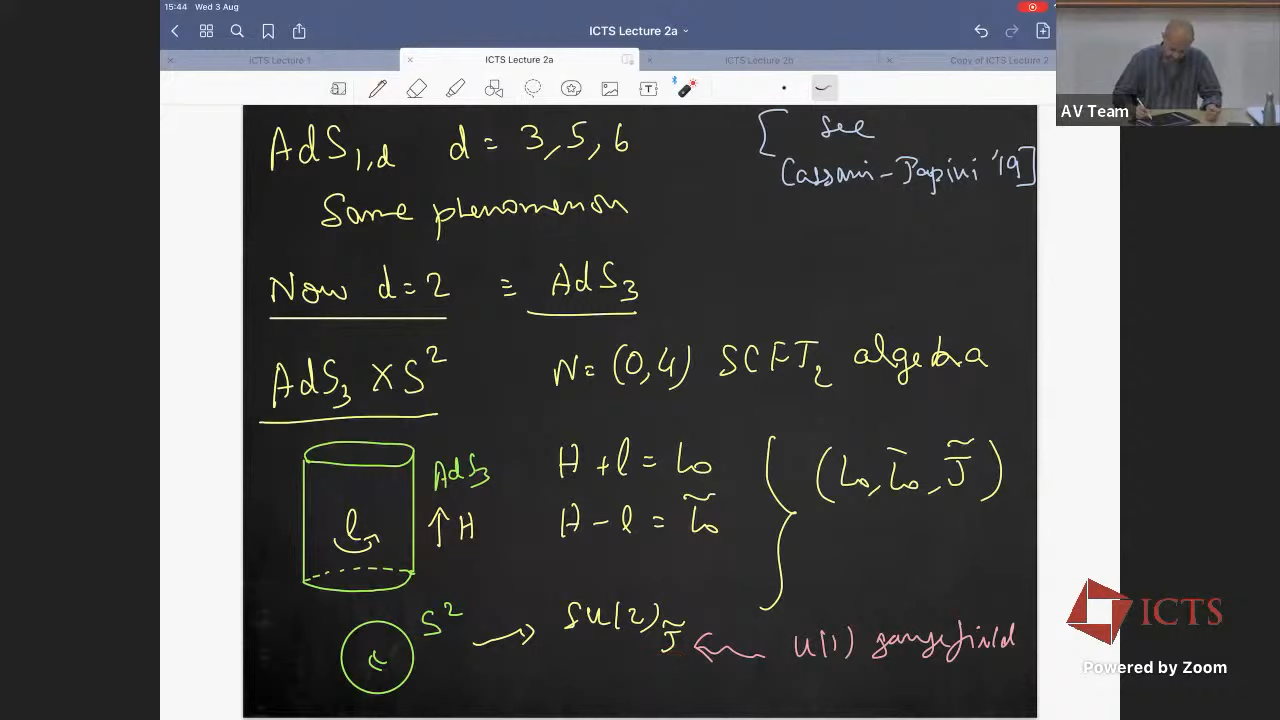 15:44 Wed 3 Aug
ICTS Lecture 2a
ICTS Lecture 1
ICTS Lecture 2a
ICTS Lecture 2b
Copy of ICTS Lecture 2
AV Team
AdS1,d d = 3, 5, 6
[ see
Cassani-Papini '19]
Same phenomenon
Now d=2 ≡ AdS3
AdS3 × S²
N = (0,4) SCFT2 algebra
AdS3
↑ H
l
H + l = L0
H - l = L̃0
} (L0, L̄0, J̃)
S² → SU(2)J̃ ← U(1) gaugefield
ICTS
Powered by Zoom